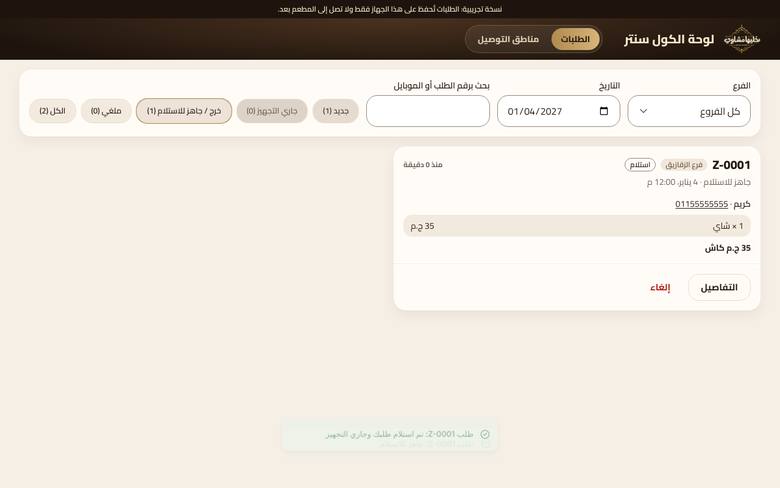 نسخة تجريبية: الطلبات تُحفظ على هذا الجهاز فقط ولا تصل إلى المطعم بعد.
لوحة الكول سنتر
الطلبات
مناطق التوصيل
الفرع
كل الفروع
التاريخ
01/04/2027
بحث برقم الطلب أو الموبايل
جديد (1)
جاري التجهيز (0)
خرج / جاهز للاستلام (1)
ملغي (0)
الكل (2)
Z-0001 فرع الزقازيق استلام منذ 0 دقيقة
جاهز للاستلام · 4 يناير، 12:00 م
كريم · 01155555555
1 × شاي 35 ج.م
35 ج.م كاش
التفاصيل إلغاء
طلب Z-0001: تم استلام طلبك وجاري التجهيز